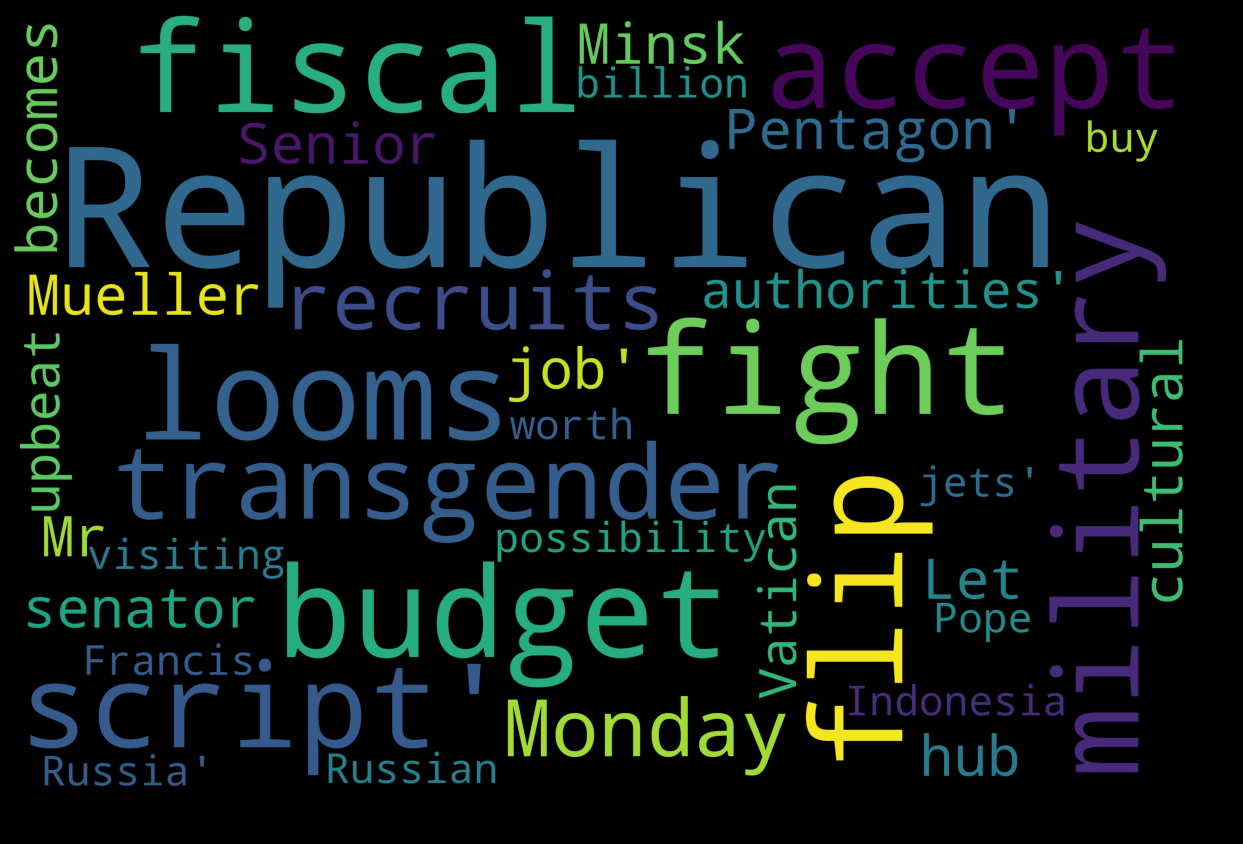 becomes
fiscal
Minsk
billion
accept
Senior
Pentagon'
buy
Republican
Mueller
recruits
authorities'
military
upbeat
looms
job'
worth
fight
cultural
transgender
Vatican
flip
jets'
Mr
visiting
possibility
senator
budget
Let
Pope
Francis
script'
Monday
Indonesia
hub
Russia'
Russian